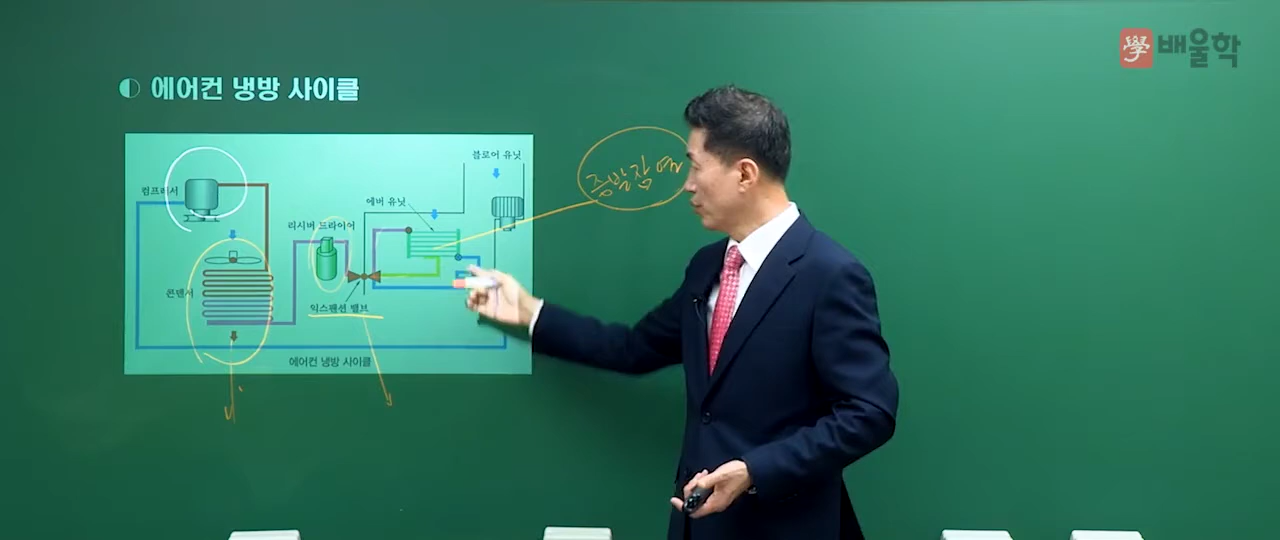 學 배울학
에어컨 냉방 사이클
블로어 유닛
컴프레서
에버 유닛
리시버 드라이어
증발잠열
콘덴서
익스팬션 밸브
에어컨 냉방 사이클